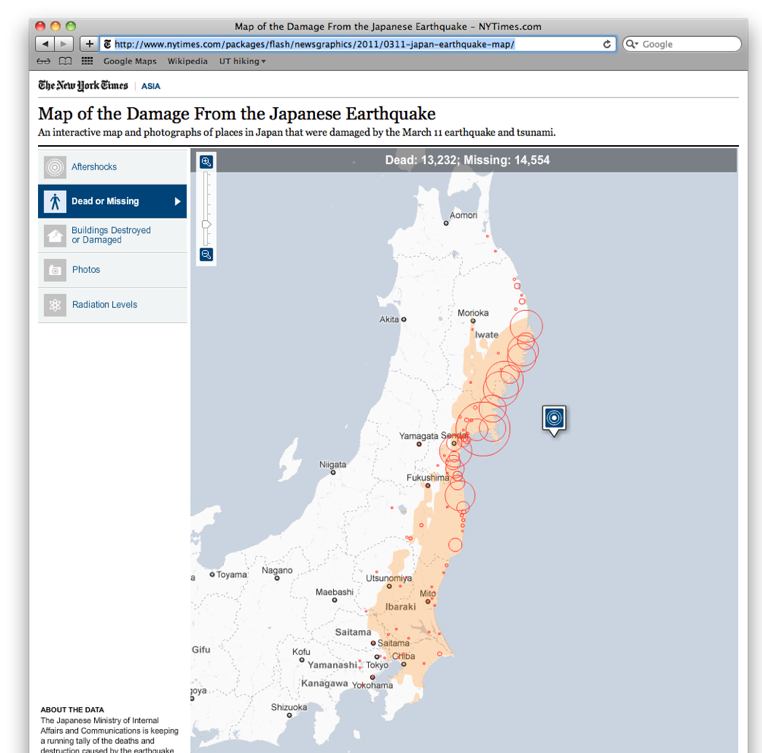 Map of the Damage From the Japanese Earthquake - NYTimes.com
http://www.nytimes.com/packages/flash/newsgraphics/2011/0311-japan-earthquake-map/
Google
Google Maps Wikipedia UT hiking
The New York Times ASIA
Map of the Damage From the Japanese Earthquake
An interactive map and photographs of places in Japan that were damaged by the March 11 earthquake and tsunami.
Aftershocks
Dead or Missing
Buildings Destroyed
or Damaged
Photos
Radiation Levels
Dead: 13,232; Missing: 14,554
Aomori
Morioka
Akita
Iwate
Yamagata Sendai
Niigata
Fukushima
a Toyama
Nagano
Utsunomiya
Maebashi
Mito
Ibaraki
Saitama
Saitama
Gifu
Kofu
Chiba
Yamanashi
Tokyo
Kanagawa
Yokohama
goya
Shizuoka
ABOUT THE DATA
The Japanese Ministry of Internal
Affairs and Communications is keeping
a running tally of the deaths and
destruction caused by the earthquake